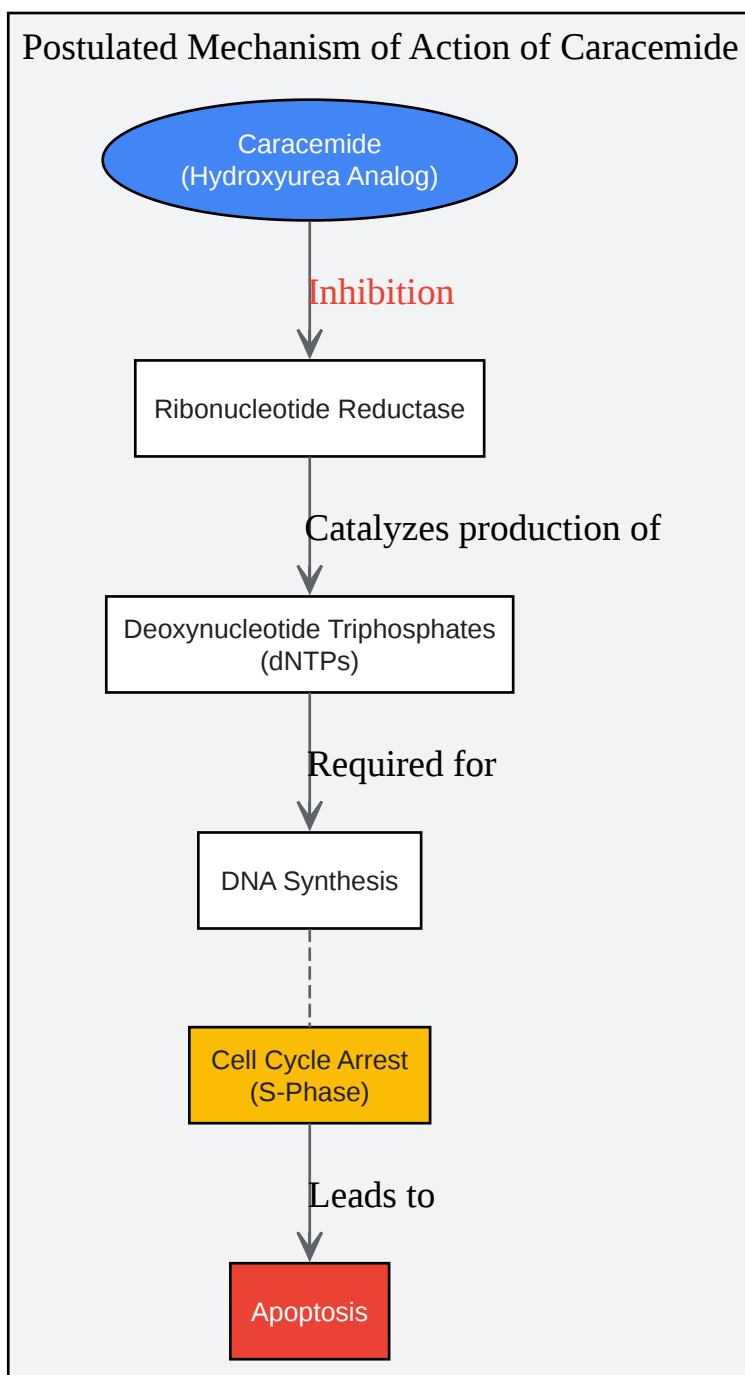 Postulated Mechanism of Action of Caracemide
Caracemide
(Hydroxyurea Analog)
Inhibition
Ribonucleotide Reductase
Catalyzes production of
Deoxynucleotide Triphosphates
(dNTPs)
Required for
DNA Synthesis
Cell Cycle Arrest
(S-Phase)
Leads to
Apoptosis